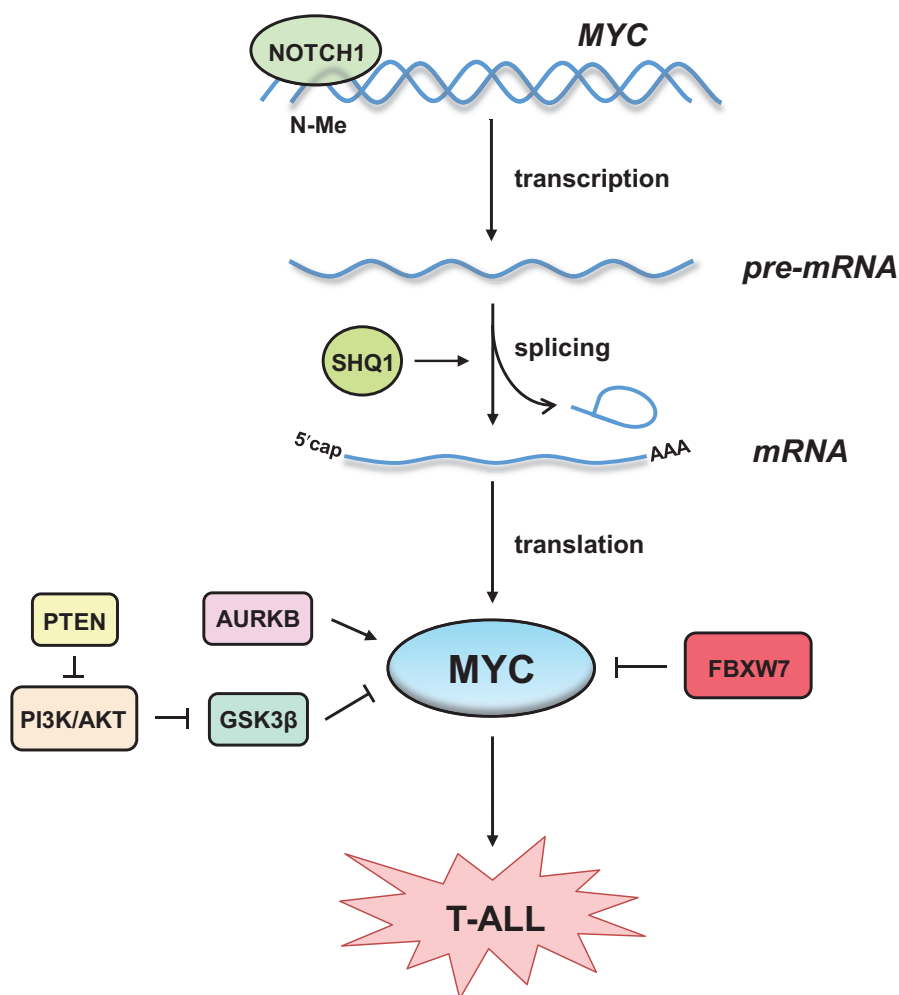 NOTCH1
MYC
N-Me
transcription
pre-mRNA
SHQ1
splicing
5'cap
AAA
mRNA
translation
PTEN
AURKB
MYC
FBXW7
PI3K/AKT
GSK3β
T-ALL